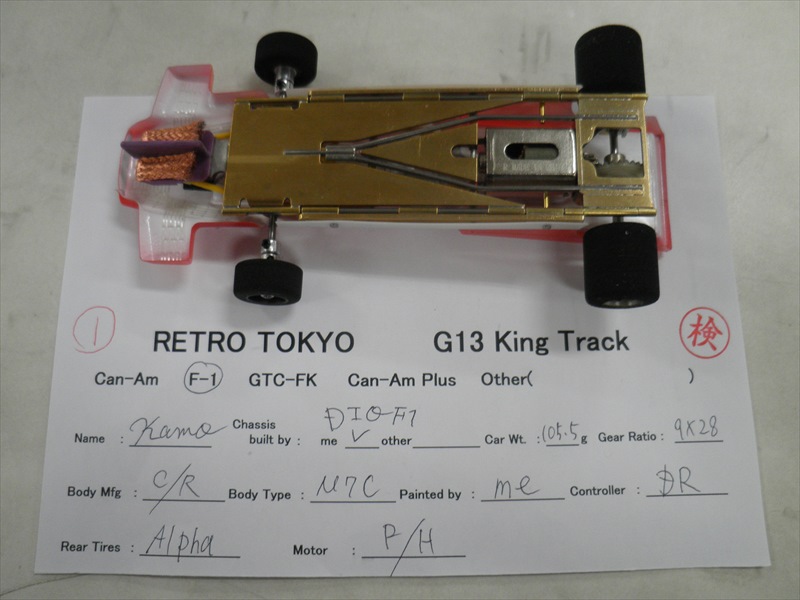 1 RETRO TOKYO G13 King Track 検
Can-Am F-1 GTC-FK Can-Am Plus Other( )
DIO-F1
Name : Kamo Chassis built by : me ✓ other Car Wt. : 105.5 g Gear Ratio : 9X28
Body Mfg : C/R Body Type : M7C Painted by : me Controller : DR
Rear Tires : Alpha Motor : P/H